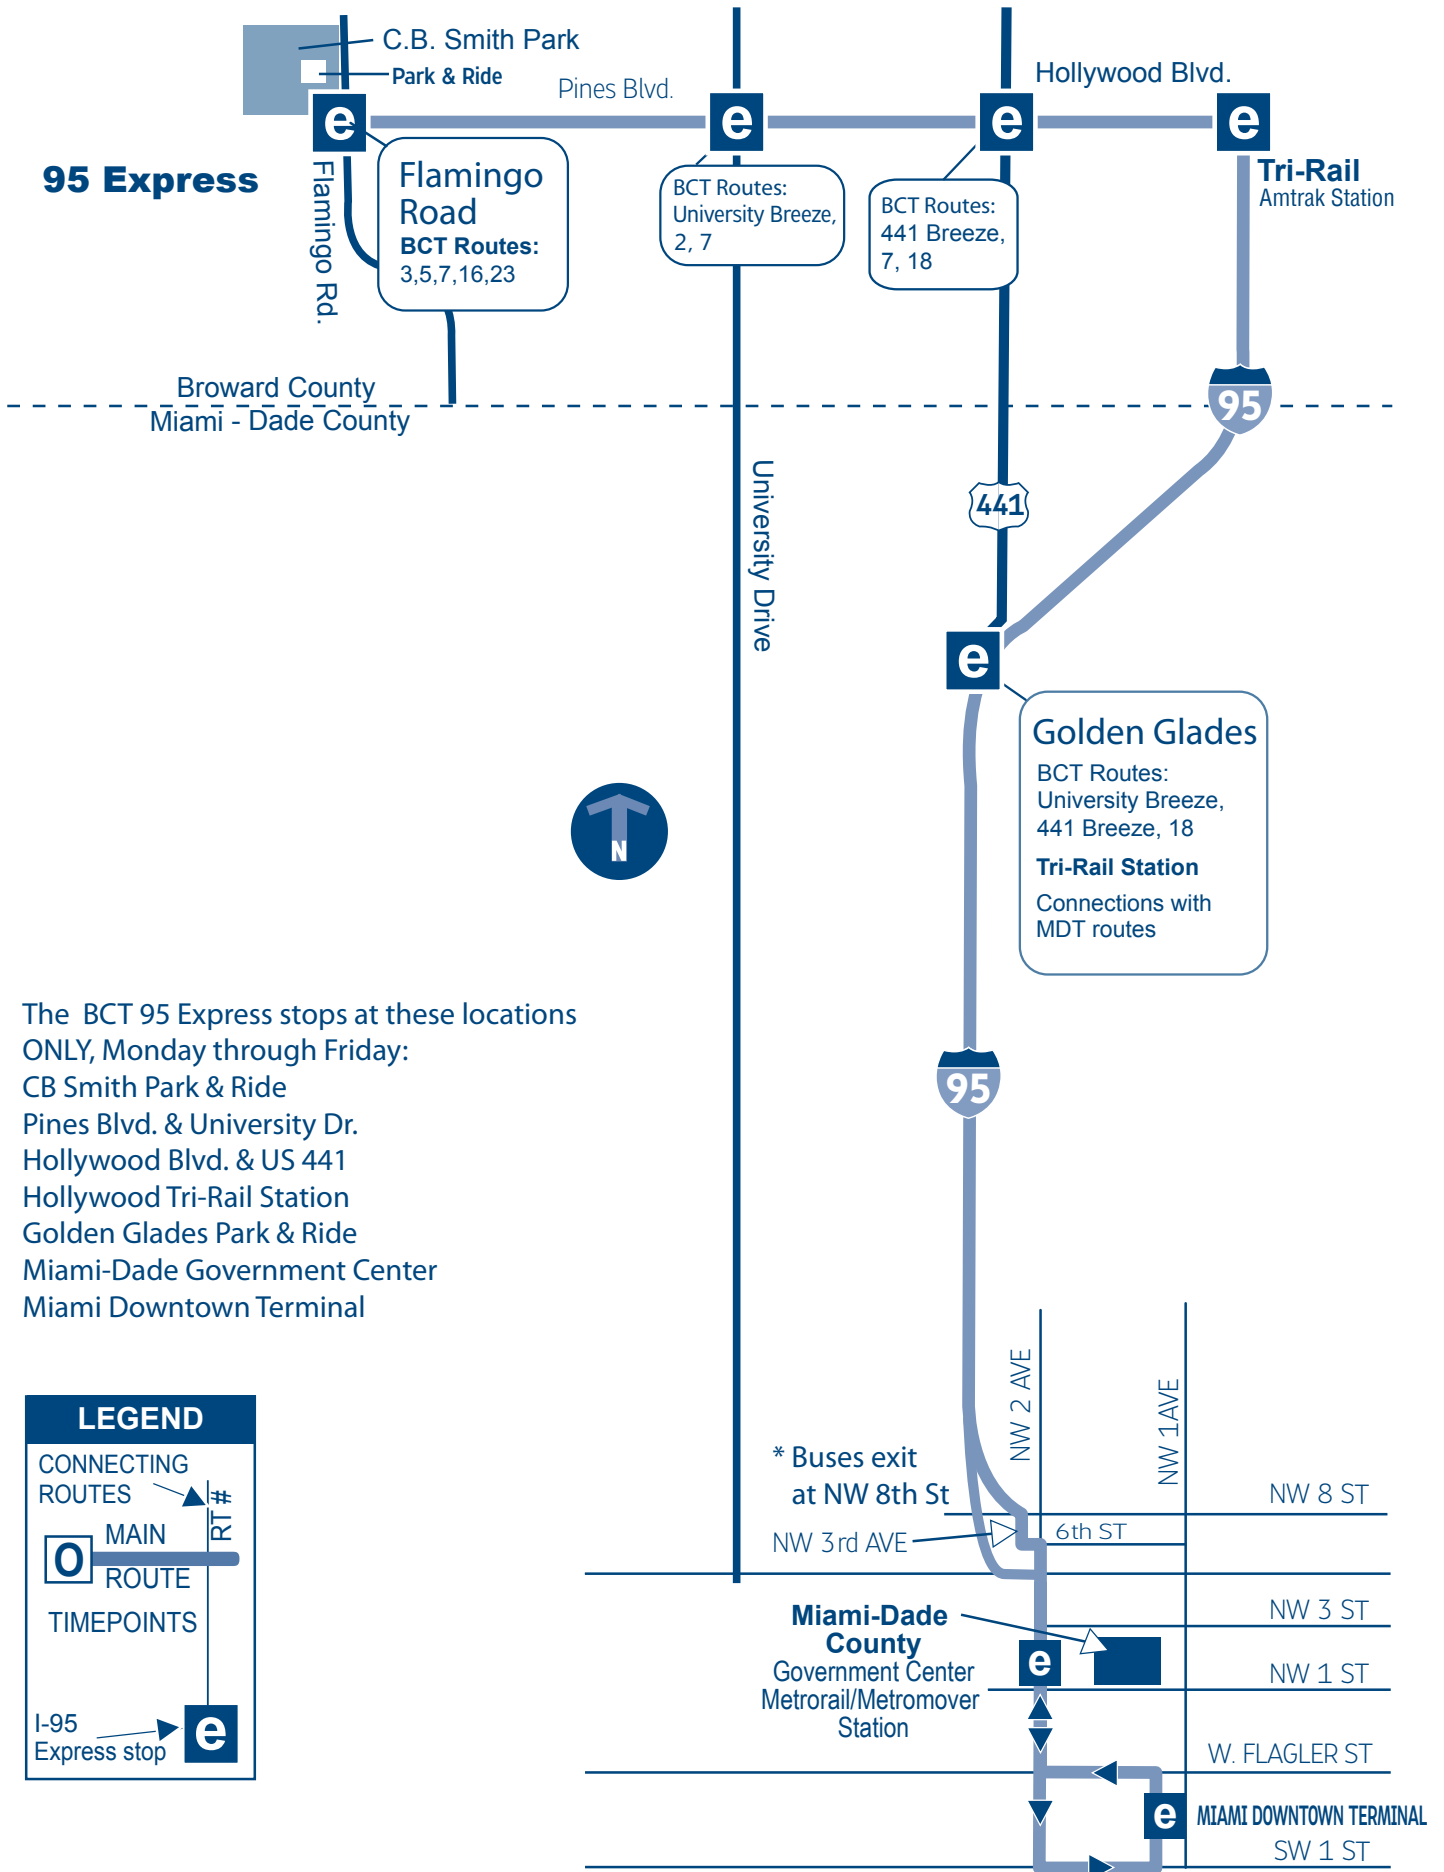 C.B. Smith Park
Park & Ride
Pines Blvd.
Hollywood Blvd.
e
e
e
e
95 Express
Flamingo Rd.
Flamingo
Road
BCT Routes:
3,5,7,16,23
BCT Routes:
University Breeze,
2, 7
BCT Routes:
441 Breeze,
7, 18
Tri-Rail
Amtrak Station
Broward County
Miami - Dade County
95
University Drive
441
e
Golden Glades
BCT Routes:
University Breeze,
441 Breeze, 18
Tri-Rail Station
Connections with
MDT routes
N
The BCT 95 Express stops at these locations
ONLY, Monday through Friday:
CB Smith Park & Ride
Pines Blvd. & University Dr.
Hollywood Blvd. & US 441
Hollywood Tri-Rail Station
Golden Glades Park & Ride
Miami-Dade Government Center
Miami Downtown Terminal
95
NW 2 AVE
NW 1AVE
* Buses exit
at NW 8th St
NW 8 ST
NW 3rd AVE
6th ST
NW 3 ST
Miami-Dade
County
Government Center
Metrorail/Metromover
Station
e
NW 1 ST
W. FLAGLER ST
e
MIAMI DOWNTOWN TERMINAL
SW 1 ST
LEGEND
CONNECTING
ROUTES
RT #
O
MAIN
ROUTE
TIMEPOINTS
I-95
Express stop
e